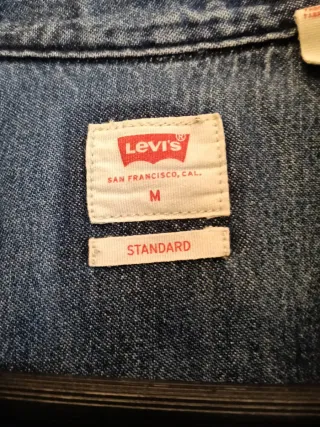 LEVI'S®
SAN FRANCISCO, CAL.
M
STANDARD